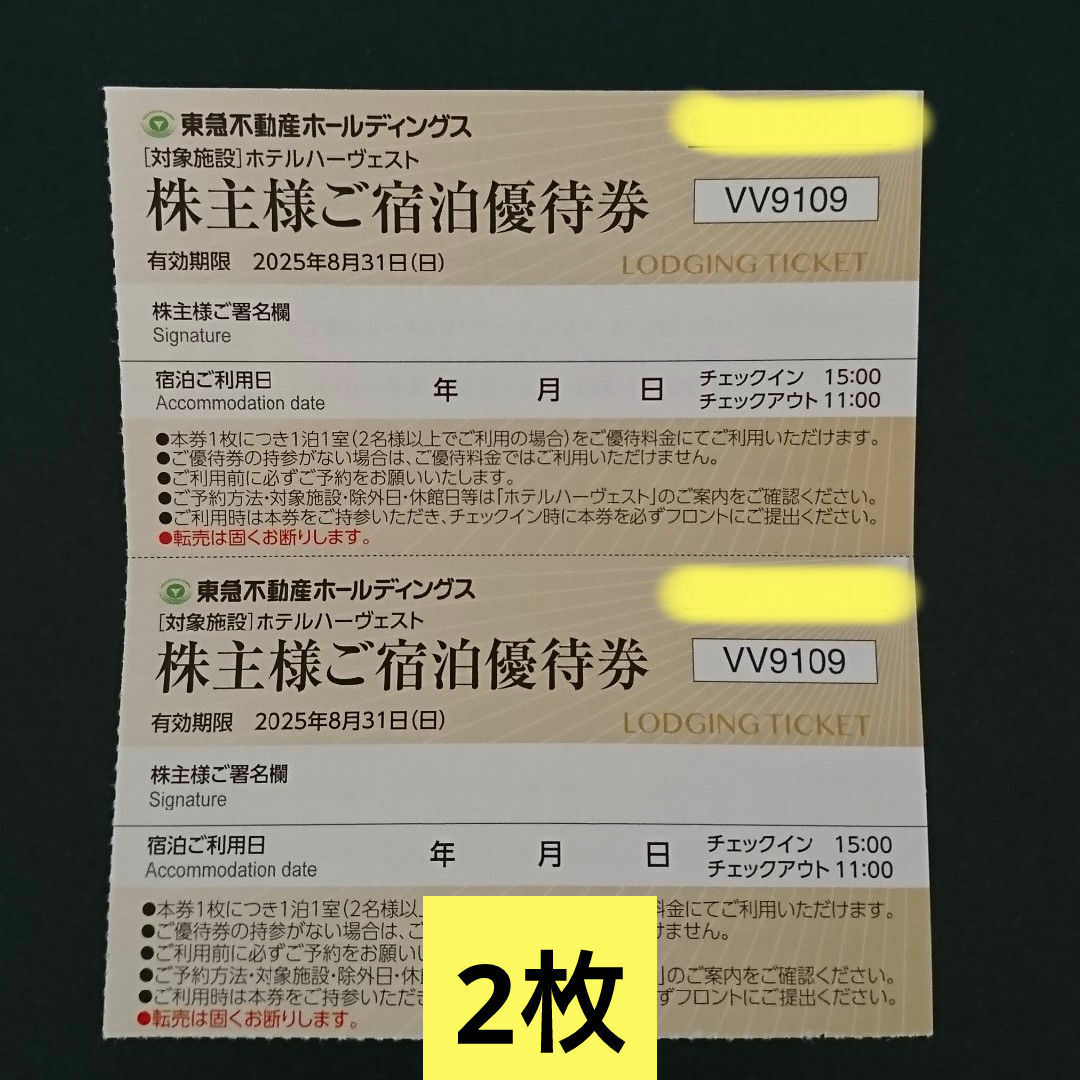 東急不動産ホールディングス
[対象施設]ホテルハーヴェスト
株主様ご宿泊優待券
VV9109
有効期限 2025年8月31日(日)
LODGING TICKET
株主様ご署名欄
Signature
宿泊ご利用日
Accommodation date
年 月 日
チェックイン 15:00
チェックアウト 11:00
●本券1枚につき1泊1室(2名様以上でご利用の場合)をご優待料金にてご利用いただけます。
●ご優待券の持参がない場合は、ご優待料金ではご利用いただけません。
●ご利用前に必ずご予約をお願いいたします。
●ご予約方法・対象施設・除外日・休館日等は「ホテルハーヴェスト」のご案内をご確認ください。
●ご利用時は本券をご持参いただき、チェックイン時に本券を必ずフロントにご提出ください。
●転売は固くお断りします。
東急不動産ホールディングス
[対象施設]ホテルハーヴェスト
株主様ご宿泊優待券
VV9109
有効期限 2025年8月31日(日)
LODGING TICKET
株主様ご署名欄
Signature
宿泊ご利用日
Accommodation date
年 月 日
チェックイン 15:00
チェックアウト 11:00
●本券1枚につき1泊1室(2名様以 料金にてご利用いただけます。
●ご優待券の持参がない場合は、ご けません。
●ご利用前に必ずご予約をお願い
●ご予約方法・対象施設・除外日・休 」のご案内をご確認ください。
●ご利用時は本券をご持参いただき ずフロントにご提出ください。
●転売は固くお断りします。
2枚